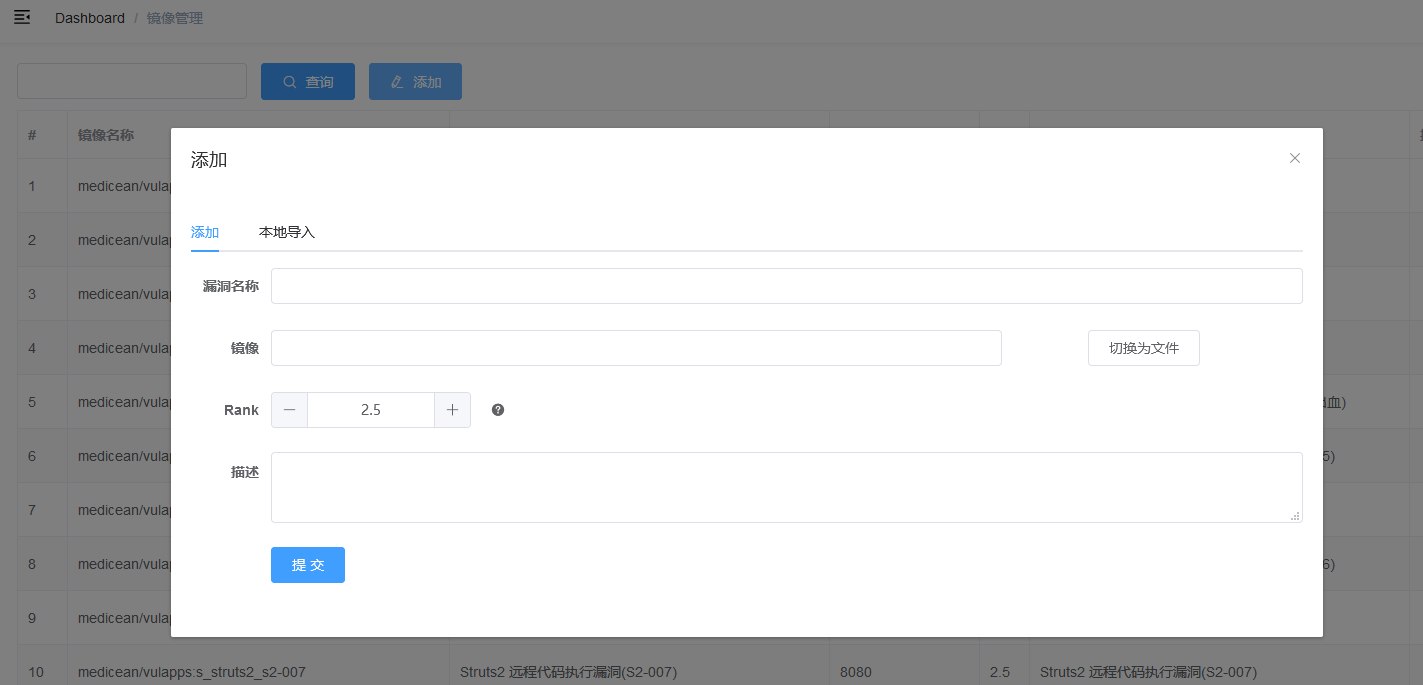 Dashboard / 镜像管理
查询 添加
# 镜像名称
添加
1 medicean/vulap
添加 本地导入
2 medicean/vulap
漏洞名称
3 medicean/vulap
镜像 切换为文件
4 medicean/vulap
Rank 2.5
5 medicean/vulap 血)
描述
6 medicean/vulap 5)
7 medicean/vulap
提 交
8 medicean/vulap 6)
9 medicean/vulap
10 medicean/vulapps:s_struts2_s2-007 Struts2 远程代码执行漏洞(S2-007) 8080 2.5 Struts2 远程代码执行漏洞(S2-007)